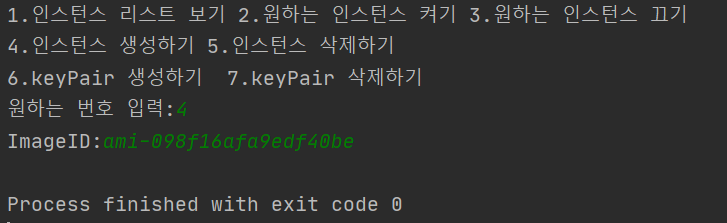 1.인스턴스 리스트 보기 2.원하는 인스턴스 켜기 3.원하는 인스턴스 끄기
4.인스턴스 생성하기 5.인스턴스 삭제하기
6.keyPair 생성하기  7.keyPair 삭제하기
원하는 번호 입력:4
ImageID:ami-098f16afa9edf40be
Process finished with exit code 0